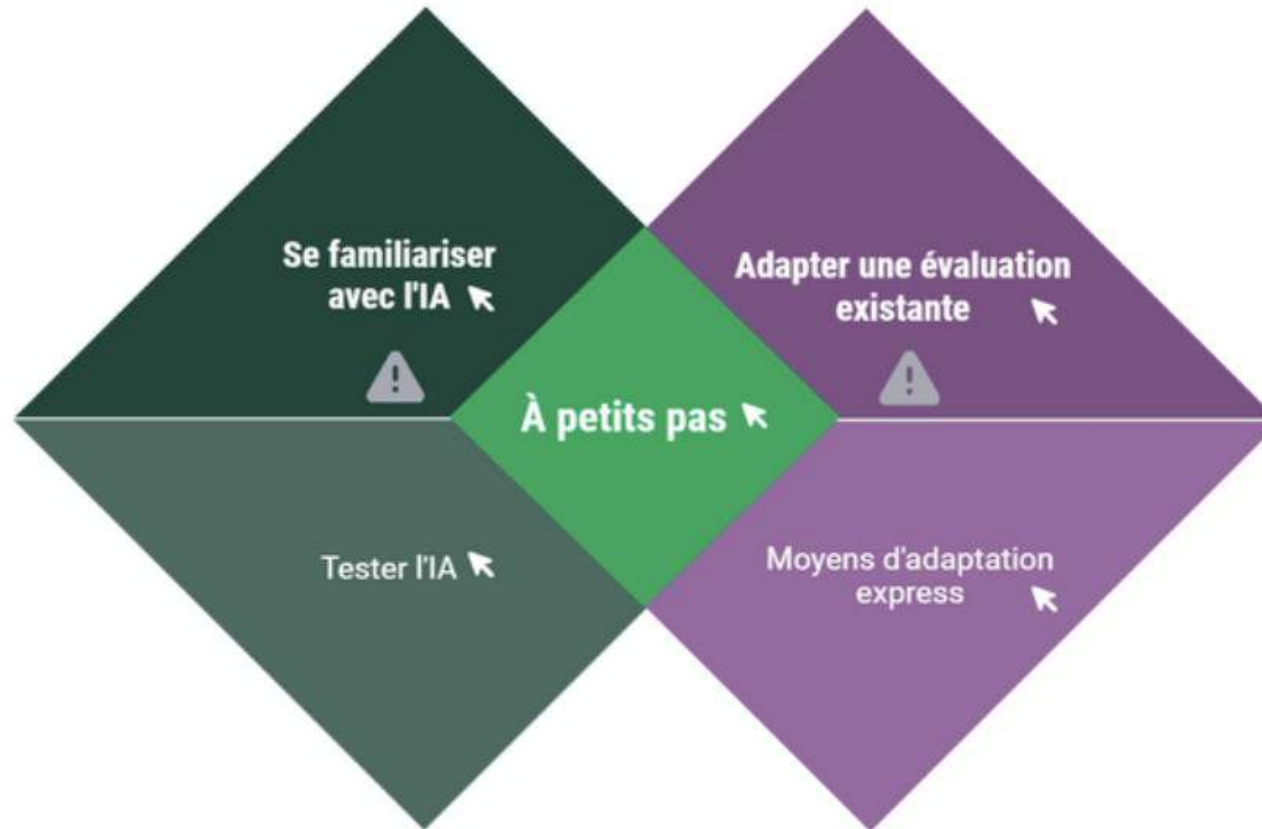 Se familiariser
avec l'IA
Adapter une évaluation
existante
À petits pas
Tester l'IA
Moyens d'adaptation
express